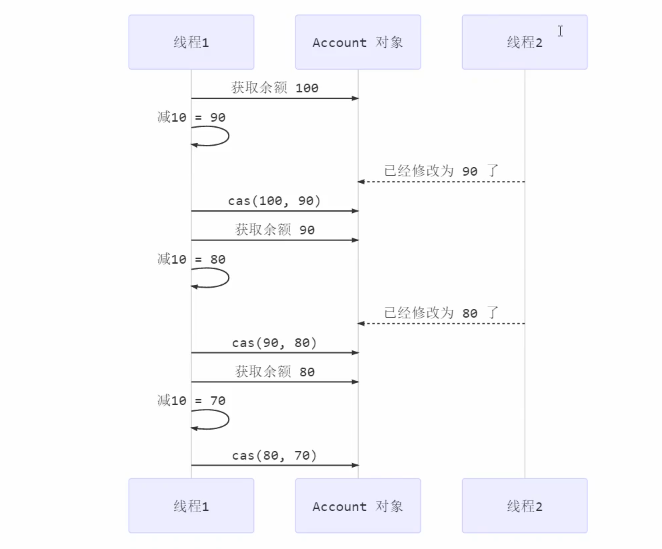 线程1
Account 对象
线程2
获取余额 100
减10 = 90
已经修改为 90 了
cas(100, 90)
获取余额 90
减10 = 80
已经修改为 80 了
cas(90, 80)
获取余额 80
减10 = 70
cas(80, 70)
线程1
Account 对象
线程2